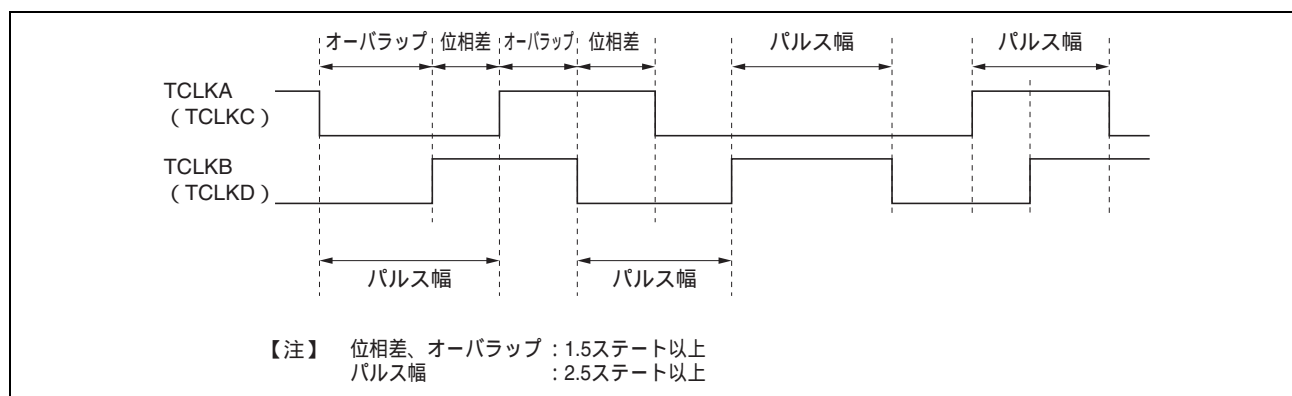 オーバラップ 位相差 オーバラップ 位相差 パルス幅 パルス幅
TCLKA
(TCLKC)
TCLKB
(TCLKD)
パルス幅 パルス幅
【注】 位相差、オーバラップ : 1.5ステート以上
パルス幅 : 2.5ステート以上